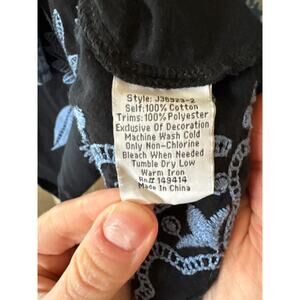 Style: J36523-2
Self:100% Cotton
Trims:100% Polyester
Exclusive Of Decoration
Machine Wash Cold
Only Non-Chlorine
Bleach When Needed
Tumble Dry Low
Warm Iron
Rn# 149414
Made In China